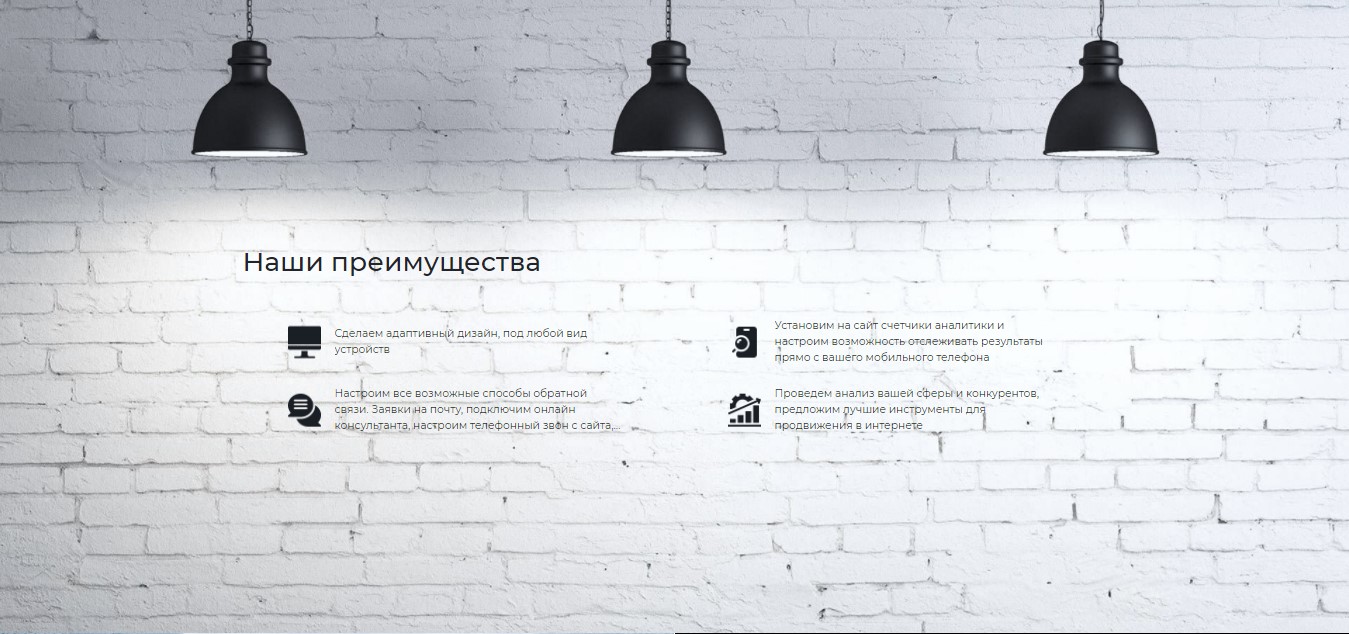 Наши преимущества
Сделаем адаптивный дизайн, под любой вид
устройств
Установим на сайт счетчики аналитики и
настроим возможность отслеживать результаты
прямо с вашего мобильного телефона
Настроим все возможные способы обратной
связи. Заявки на почту, подключим онлайн
консультанта, настроим телефонный звон с сайта,...
Проведем анализ вашей сферы и конкурентов,
предложим лучшие инструменты для
продвижения в интернете